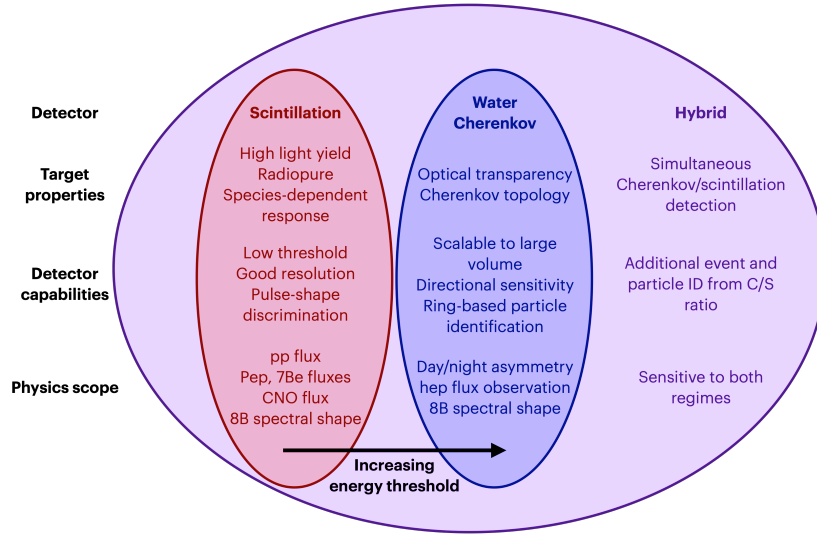 Detector
Scintillation
Water
Cherenkov
Hybrid
Target
properties
High light yield
Radiopure
Species-dependent
response
Optical transparency
Cherenkov topology
Simultaneous
Cherenkov/scintillation
detection
Detector
capabilities
Low threshold
Good resolution
Pulse-shape
discrimination
Scalable to large
volume
Directional sensitivity
Ring-based particle
identification
Additional event and
particle ID from C/S
ratio
Physics scope
pp flux
Pep, 7Be fluxes
CNO flux
8B spectral shape
Day/night asymmetry
hep flux observation
8B spectral shape
Sensitive to both
regimes
Increasing
energy threshold